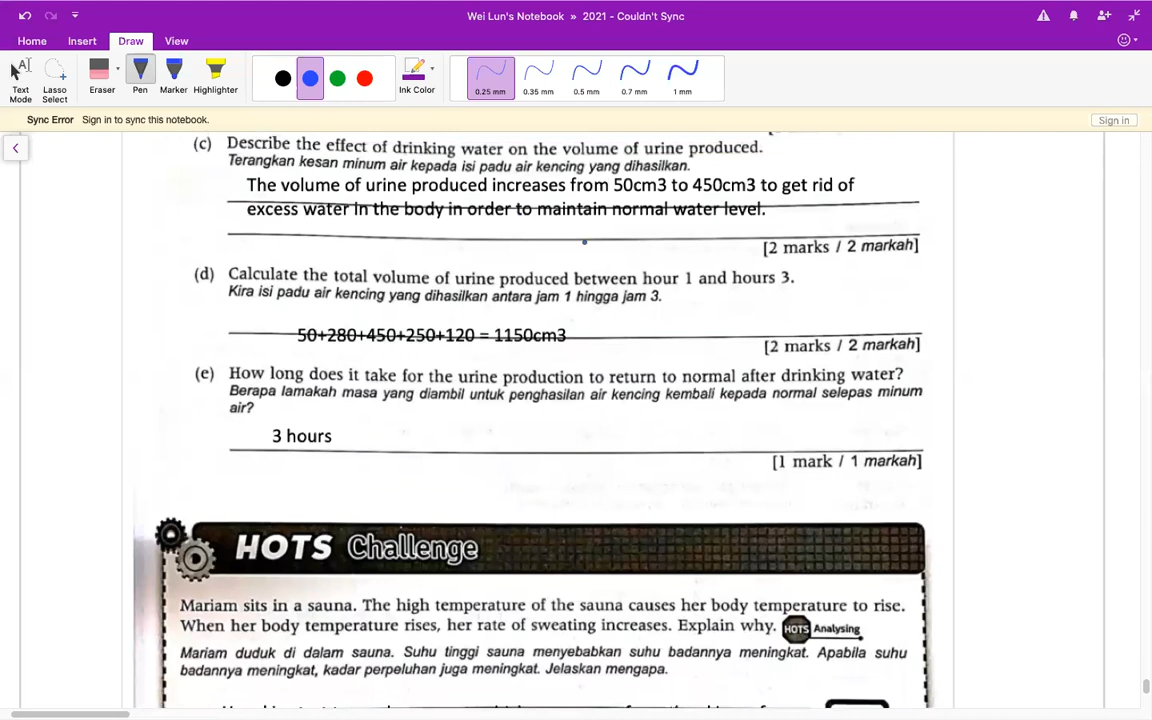 Wei Lun's Notebook » 2021 - Couldn't Sync
Home Insert Draw View
Text Mode
Lasso Select
Eraser
Pen
Marker
Highlighter
Ink Color
0.25 mm
0.35 mm
0.5 mm
0.7 mm
1 mm
Sync Error Sign in to sync this notebook.
Sign in
(c) Describe the effect of drinking water on the volume of urine produced.
Terangkan kesan minum air kepada isi padu air kencing yang dihasilkan.
The volume of urine produced increases from 50cm3 to 450cm3 to get rid of
excess water in the body in order to maintain normal water level.
[2 marks / 2 markah]
(d) Calculate the total volume of urine produced between hour 1 and hours 3.
Kira isi padu air kencing yang dihasilkan antara jam 1 hingga jam 3.
50+280+450+250+120 = 1150cm3
[2 marks / 2 markah]
(e) How long does it take for the urine production to return to normal after drinking water?
Berapa lamakah masa yang diambil untuk penghasilan air kencing kembali kepada normal selepas minum
air?
3 hours
[1 mark / 1 markah]
HOTS Challenge
Mariam sits in a sauna. The high temperature of the sauna causes her body temperature to rise.
When her body temperature rises, her rate of sweating increases. Explain why. HOTS Analysing
Mariam duduk di dalam sauna. Suhu tinggi sauna menyebabkan suhu badannya meningkat. Apabila suhu
badannya meningkat, kadar perpeluhan juga meningkat. Jelaskan mengapa.